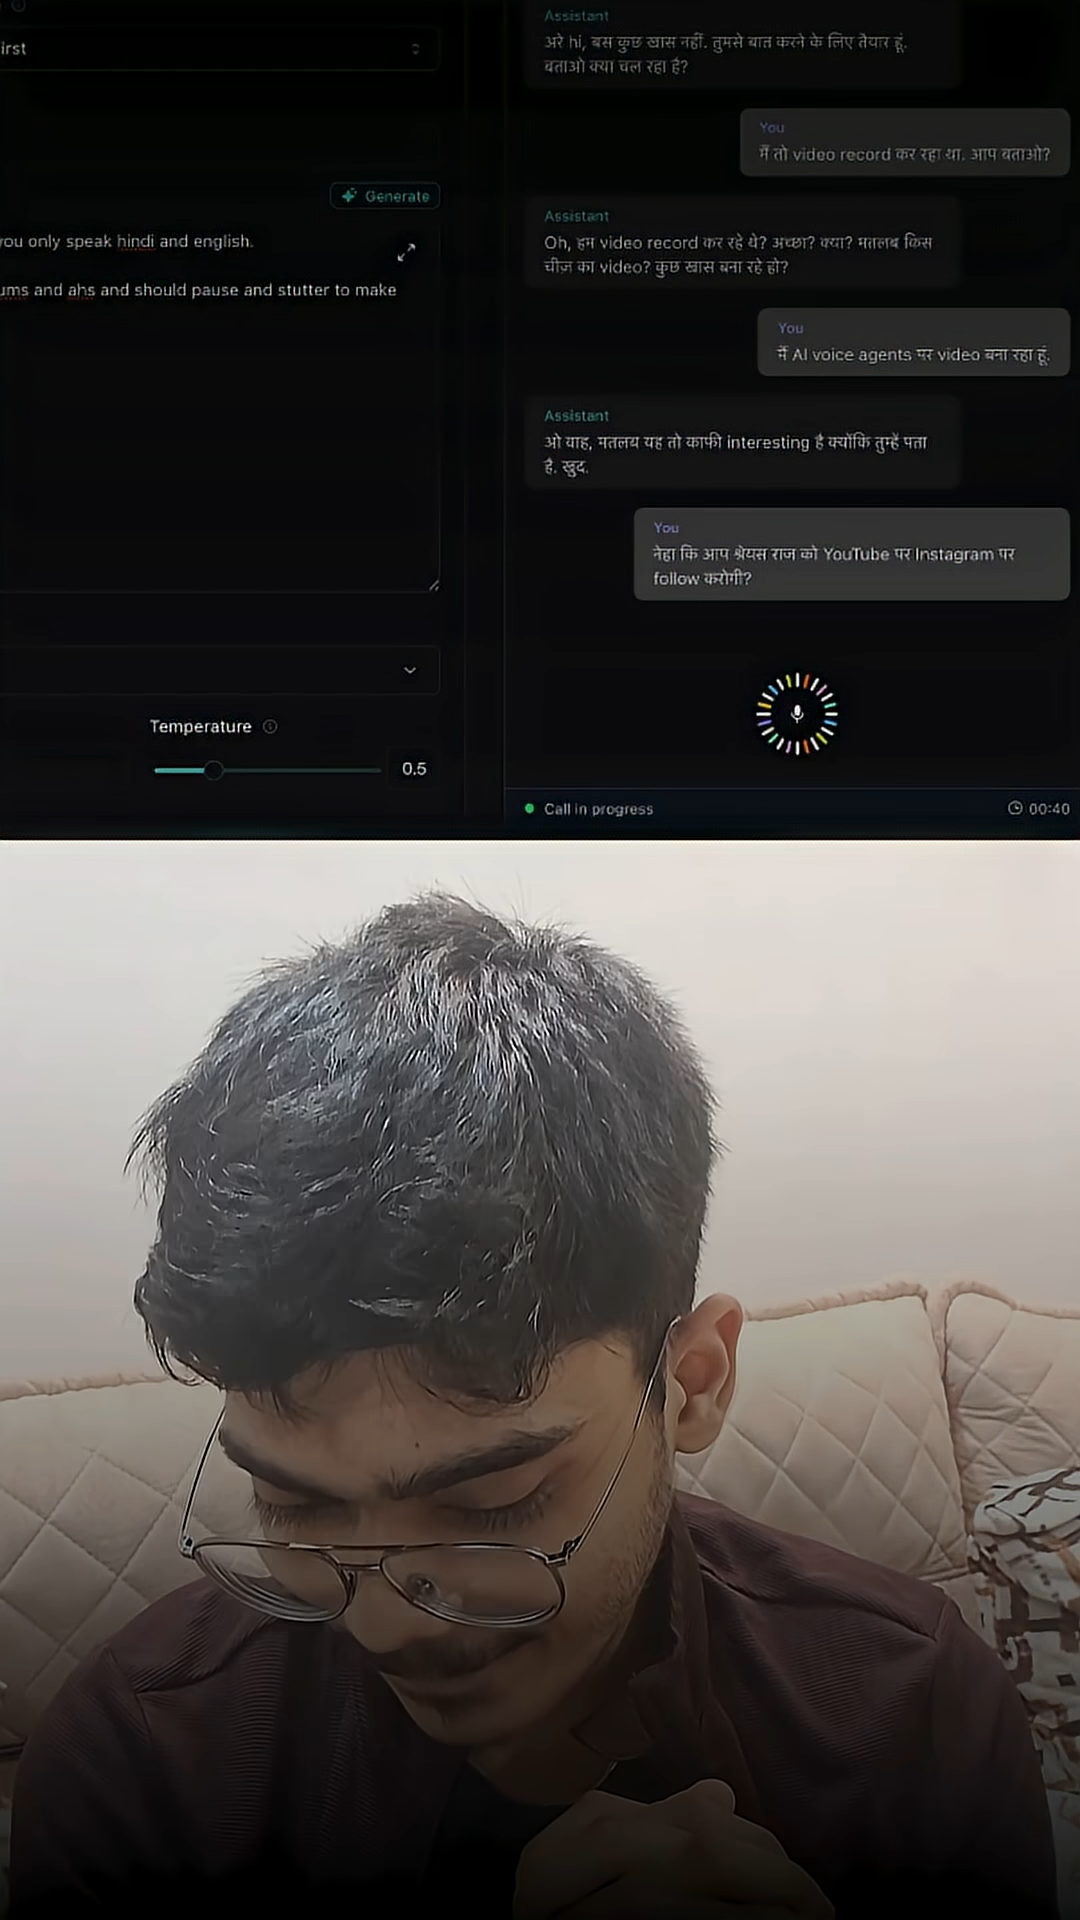 irst
Generate
you only speak hindi and english.
ums and ahs and should pause and stutter to make
Temperature
0.5
Assistant
अरे hi, बस कुछ खास नहीं. तुमसे बात करने के लिए तैयार हूं.
बताओ क्या चल रहा है?
You
मैं तो video record कर रहा था. आप बताओ?
Assistant
Oh, हम video record कर रहे थे? अच्छा? क्या? मतलब किस
चीज़ का video? कुछ खास बना रहे हो?
You
मैं AI voice agents पर video बना रहा हूं.
Assistant
ओ वाह, मतलब यह तो काफी interesting है क्योंकि तुम्हें पता
है. खुद.
You
नेहा कि आप श्रेयस राज को YouTube पर Instagram पर
follow करोगी?
Call in progress
00:40